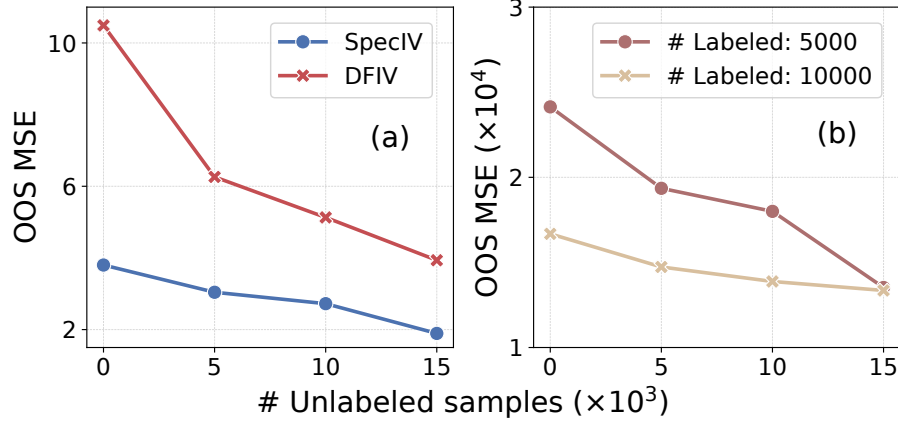 OOS MSE
10
6
2
SpecIV
DFIV
(a)
0 5 10 15
OOS MSE (×10⁴)
3
2
1
# Labeled: 5000
# Labeled: 10000
(b)
0 5 10 15
# Unlabeled samples (×10³)